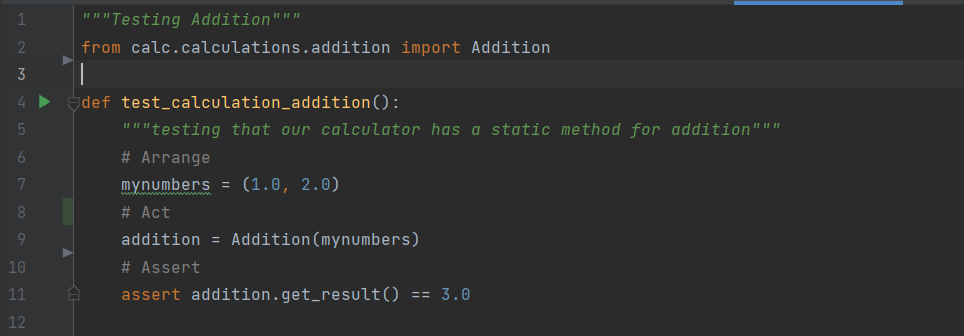 1 """Testing Addition"""
2 from calc.calculations.addition import Addition
3
4 def test_calculation_addition():
5     """testing that our calculator has a static method for addition"""
6     # Arrange
7     mynumbers = (1.0, 2.0)
8     # Act
9     addition = Addition(mynumbers)
10     # Assert
11     assert addition.get_result() == 3.0
12